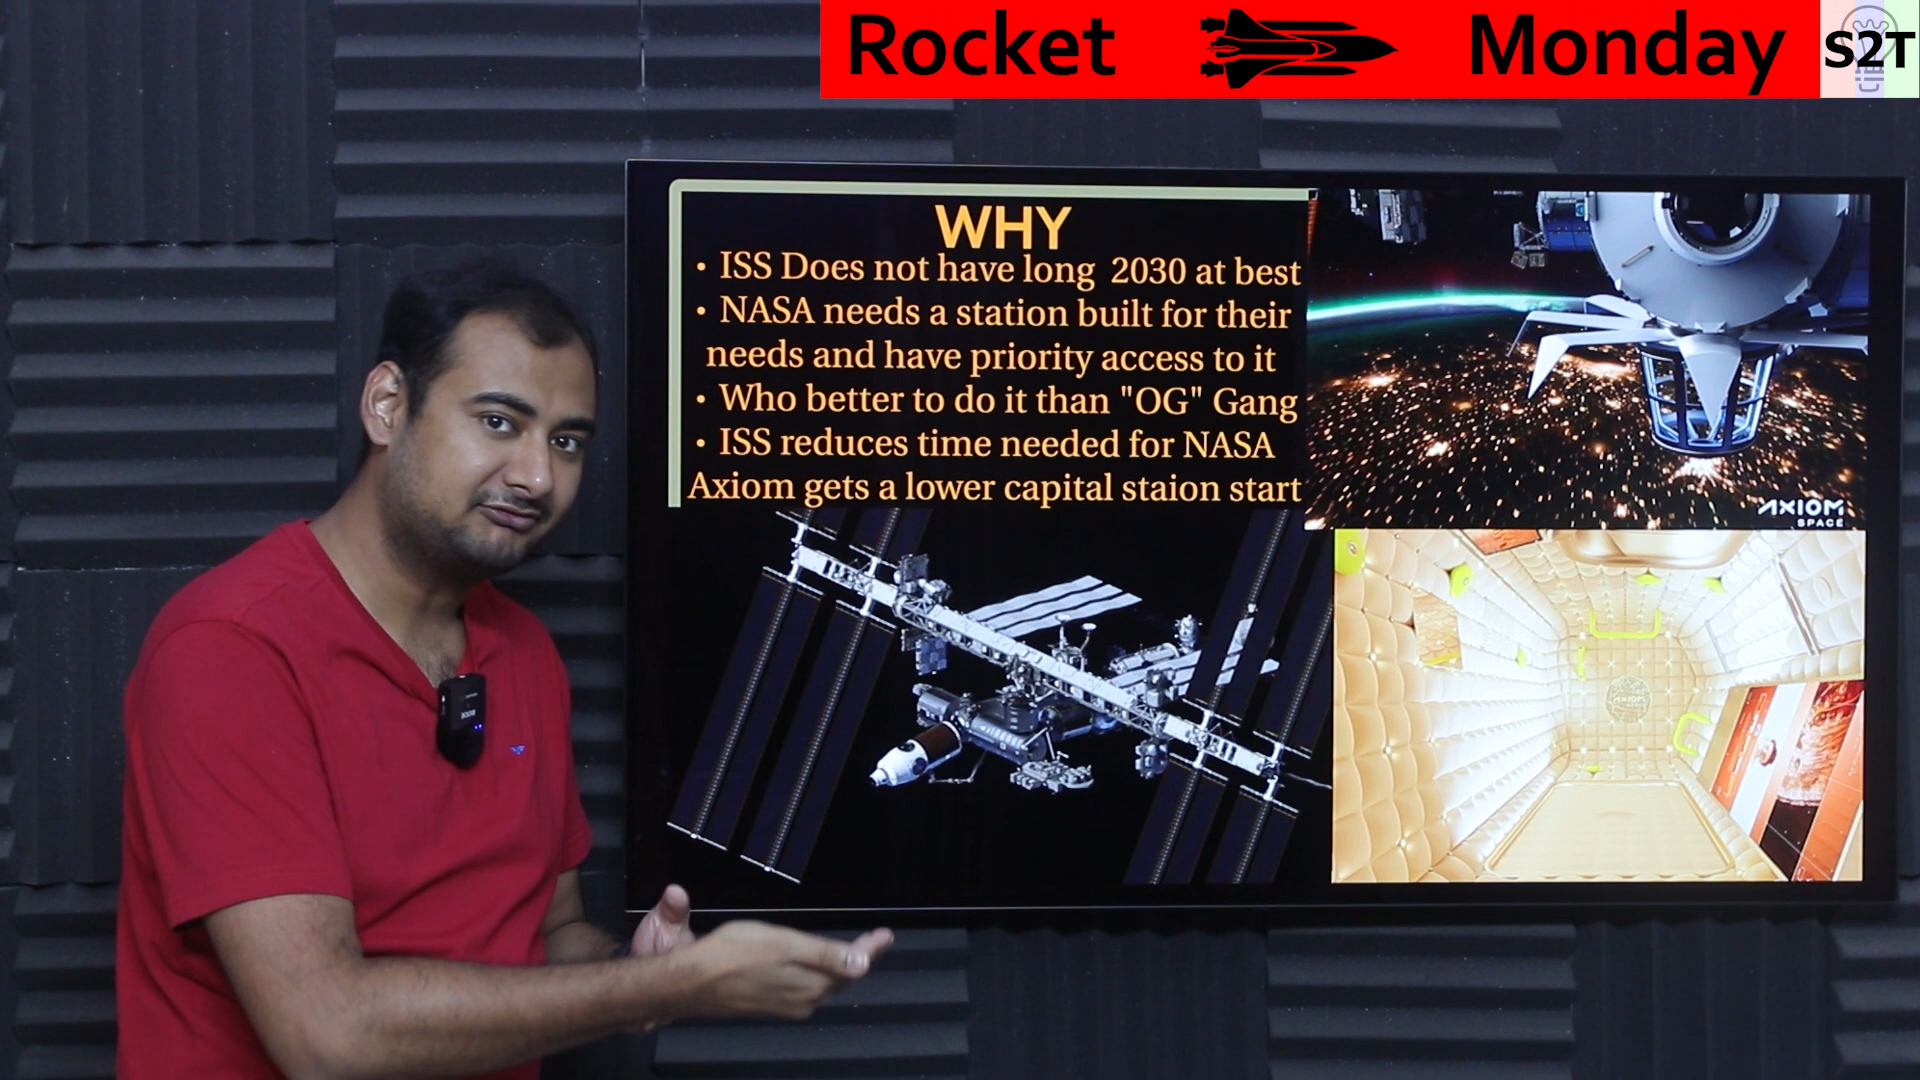 Rocket Monday S2T
WHY
• ISS Does not have long 2030 at best
• NASA needs a station built for their
needs and have priority access to it
• Who better to do it than "OG" Gang
• ISS reduces time needed for NASA
Axiom gets a lower capital staion start
AXIOM
SPACE
AXIOM